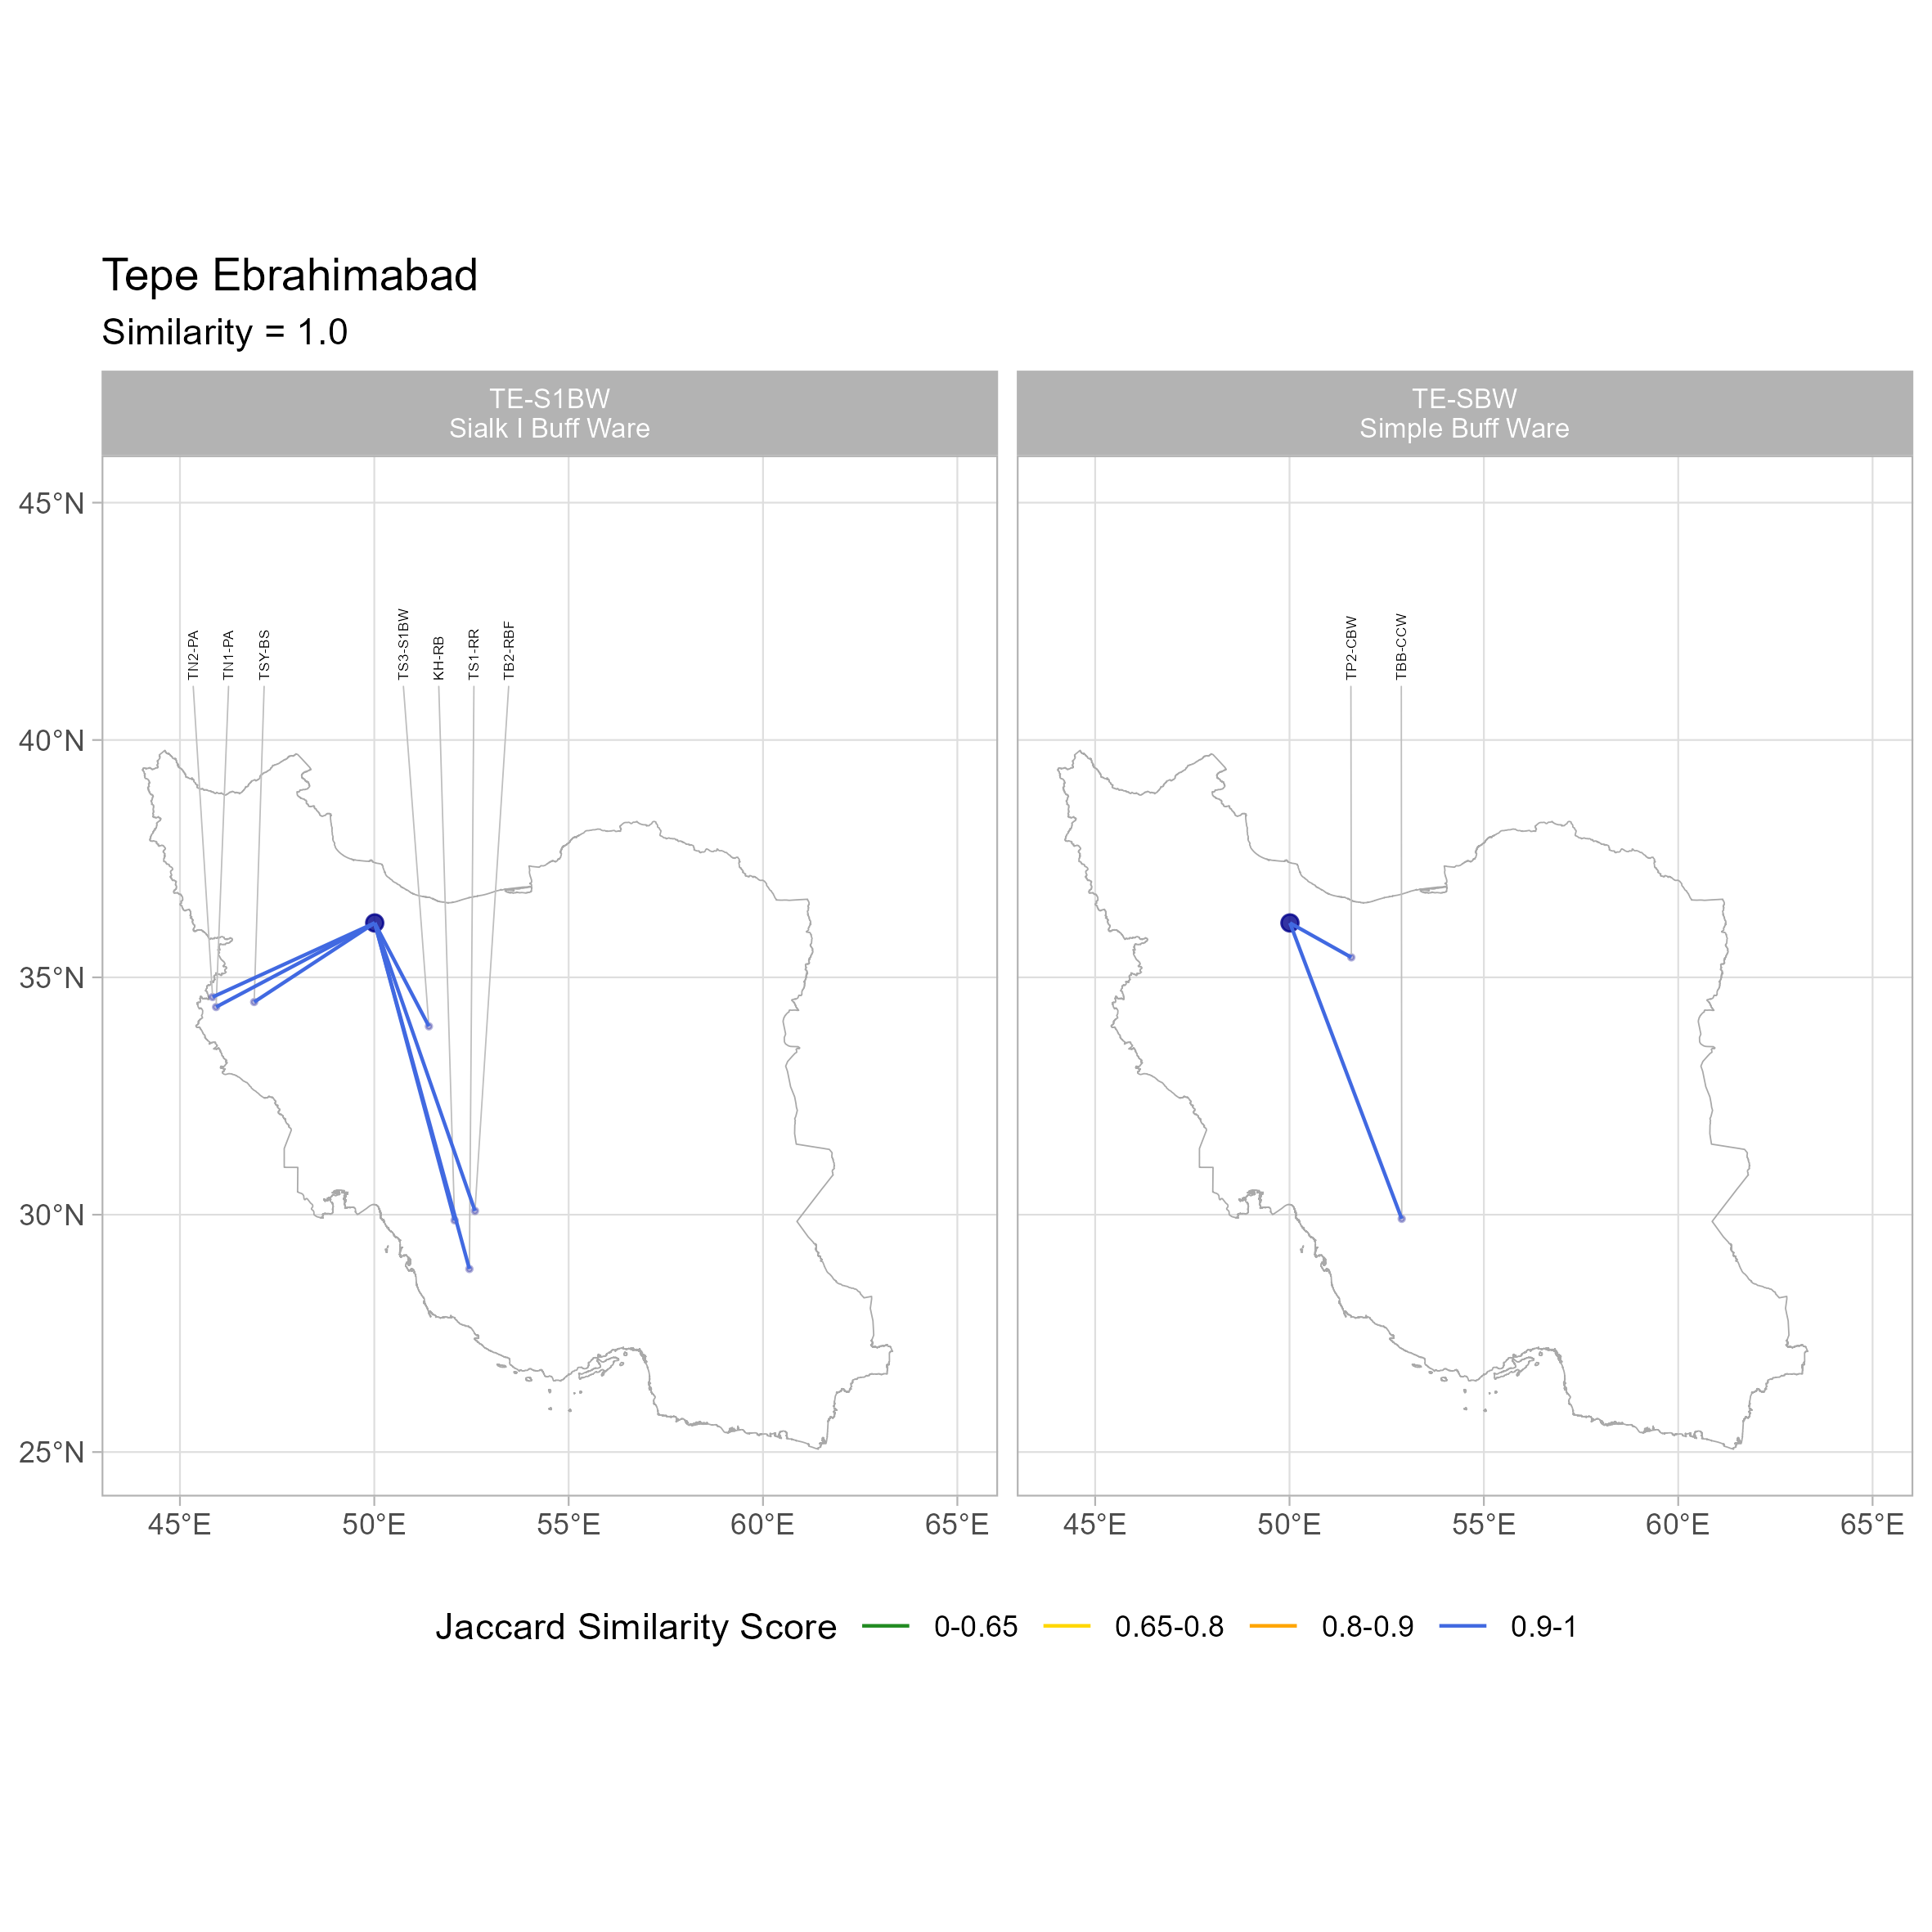 Tepe Ebrahimabad
Similarity = 1.0
TE-S1BW
Sialk I Buff Ware
TE-SBW
Simple Buff Ware
TN2-PA
TN1-PA
TSY-BS
TS3-S1BW
KH-RB
TS1-RR
TB2-RBF
TP2-CBW
TBB-CCW
45°N
40°N
35°N
30°N
25°N
45°E 50°E 55°E 60°E 65°E
45°E 50°E 55°E 60°E 65°E
Jaccard Similarity Score 0-0.65 0.65-0.8 0.8-0.9 0.9-1